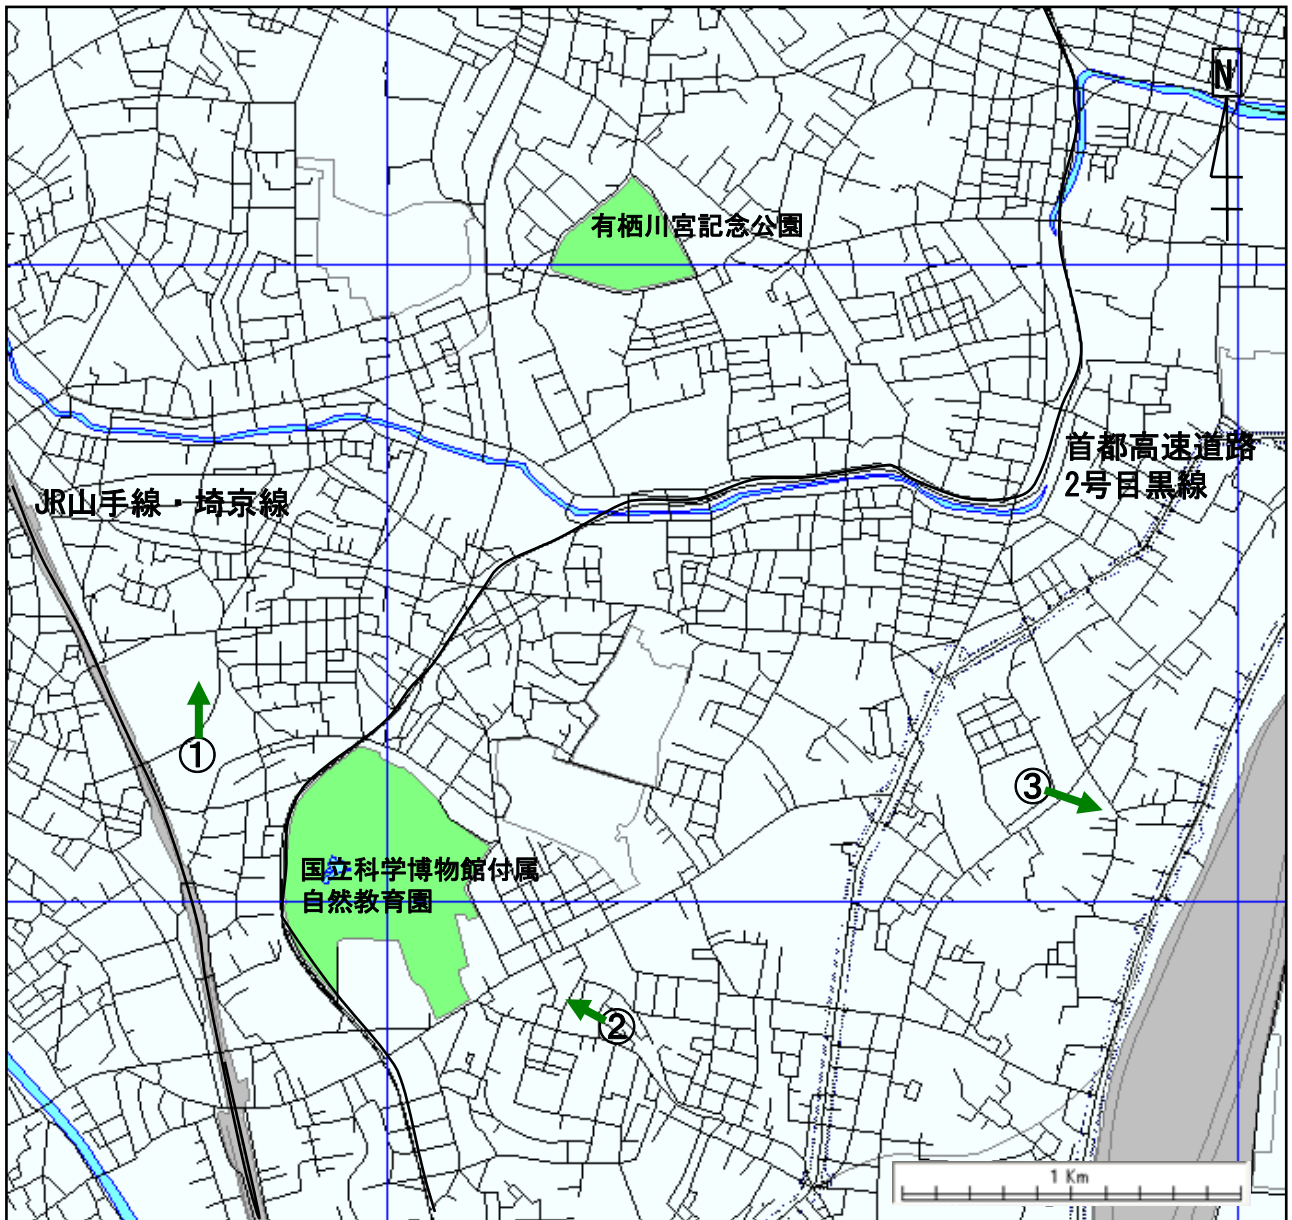 N
有栖川宮記念公園
首都高速道路
2号目黒線
JR山手線・埼京線
①
③
国立科学博物館付属
自然教育園
②
1 Km